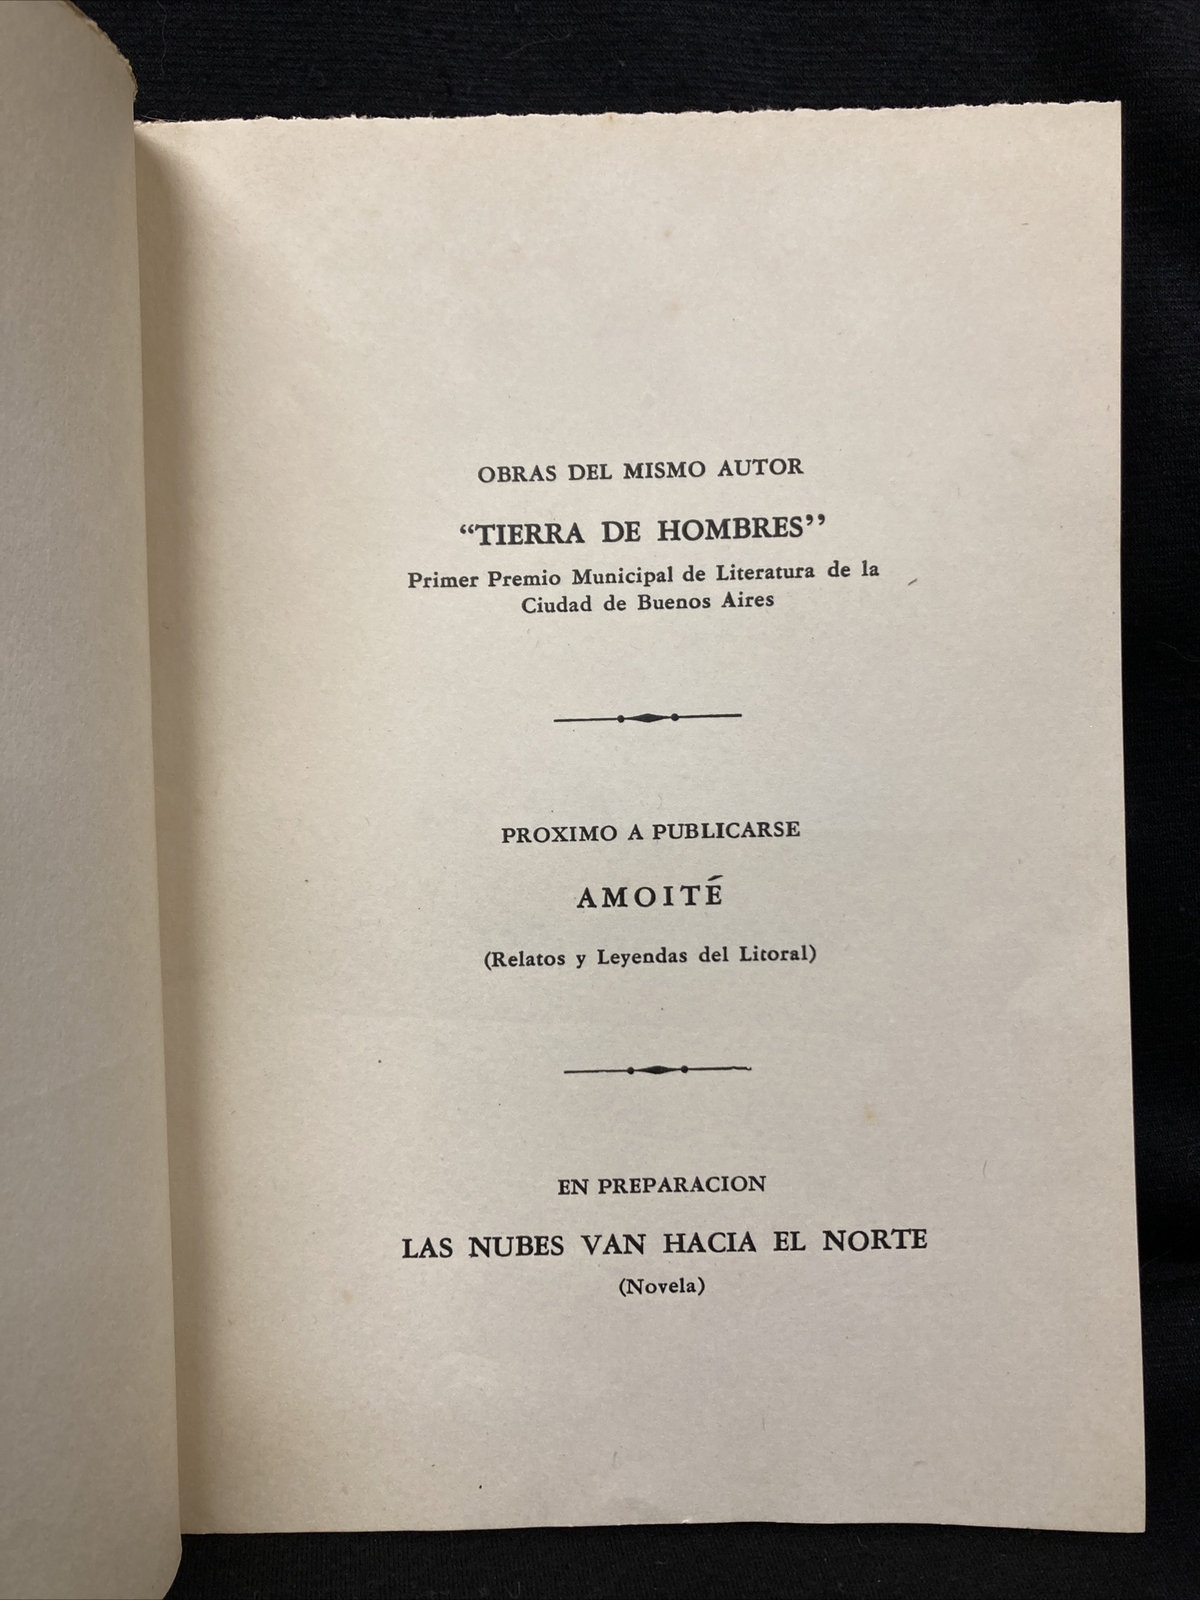 OBRAS DEL MISMO AUTOR
“TIERRA DE HOMBRES”
Primer Premio Municipal de Literatura de la
Ciudad de Buenos Aires
PROXIMO A PUBLICARSE
AMOITÉ
(Relatos y Leyendas del Litoral)
EN PREPARACION
LAS NUBES VAN HACIA EL NORTE
(Novela)